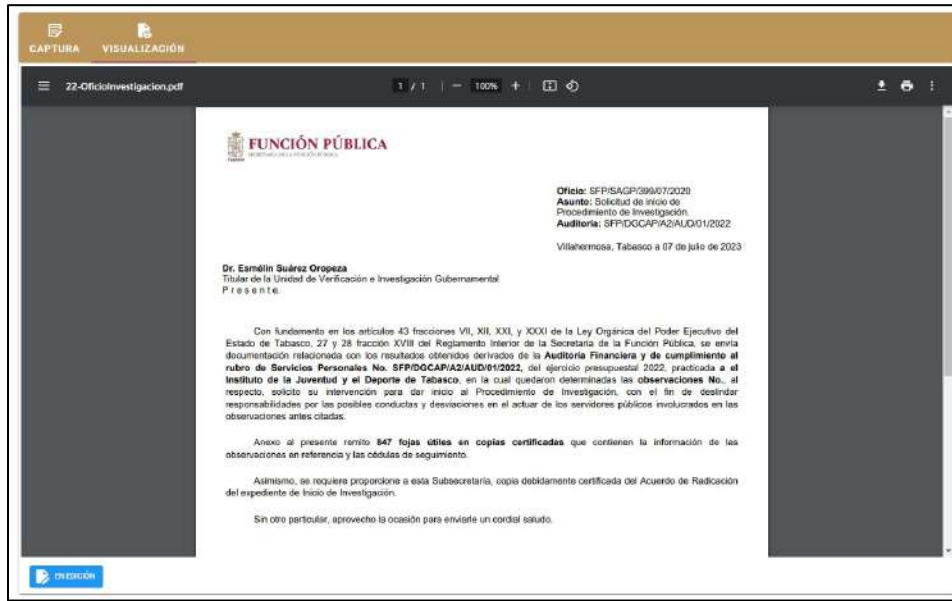 CAPTURA VISUALIZACIÓN
22-OficioInvestigacion.pdf 1 / 1 | − 100% +
FUNCIÓN PÚBLICA
SECRETARÍA DE LA FUNCIÓN PÚBLICA
TABASCO
Oficio: SFP/SAGP/399/07/2020
Asunto: Solicitud de inicio de
Procedimiento de Investigación.
Auditoría: SFP/DGCAP/A2/AUD/01/2022
Villahermosa, Tabasco a 07 de julio de 2023
Dr. Esmélin Suárez Oropeza
Titular de la Unidad de Verificación e Investigación Gubernamental
P r e s e n t e.
Con fundamento en los artículos 43 fracciones VII, XII, XXI, y XXXI de la Ley Orgánica del Poder Ejecutivo del
Estado de Tabasco, 27 y 28 fracción XVIII del Reglamento Interior de la Secretaría de la Función Pública, se envía
documentación relacionada con los resultados obtenidos derivados de la Auditoría Financiera y de cumplimiento al
rubro de Servicios Personales No. SFP/DGCAP/A2/AUD/01/2022, del ejercicio presupuestal 2022, practicada a el
Instituto de la Juventud y el Deporte de Tabasco, en la cual quedaron determinadas las observaciones No., al
respecto, solicito su intervención para dar inicio al Procedimiento de Investigación, con el fin de deslindar
responsabilidades por las posibles conductas y desviaciones en el actuar de los servidores públicos involucrados en las
observaciones antes citadas.
Anexo al presente remito 847 fojas útiles en copias certificadas que contienen la información de las
observaciones en referencia y las cédulas de seguimiento.
Asimismo, se requiere proporcione a esta Subsecretaría, copia debidamente certificada del Acuerdo de Radicación
del expediente de Inicio de Investigación.
Sin otro particular, aprovecho la ocasión para enviarle un cordial saludo.
EN EDICIÓN